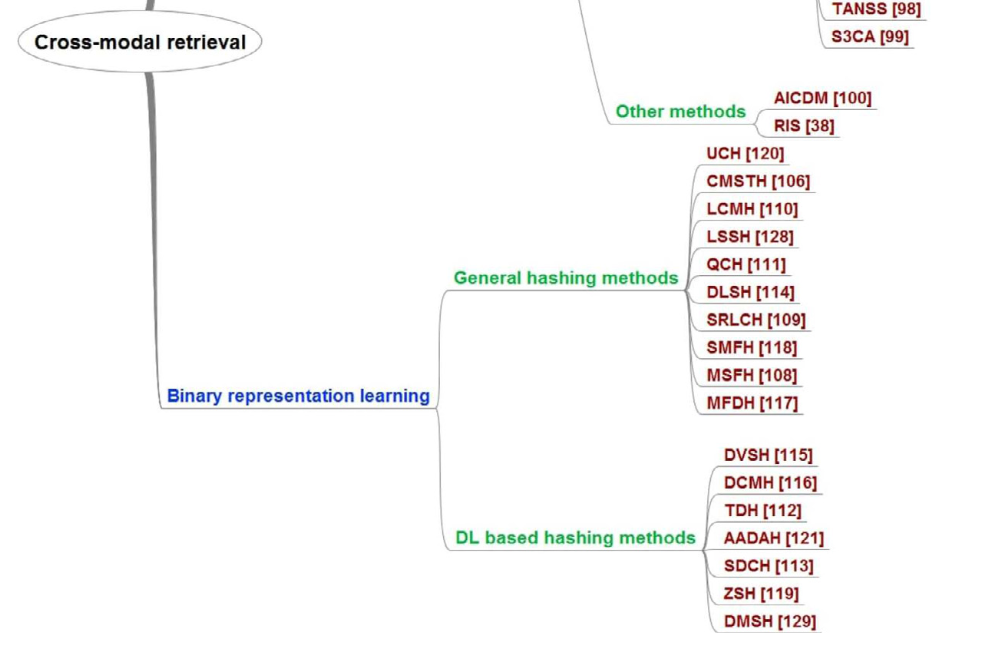 TANSS [98]
Cross-modal retrieval
S3CA [99]
AICDM [100]
Other methods
RIS [38]
UCH [120]
CMSTH [106]
LCMH [110]
LSSH [128]
QCH [111]
General hashing methods
DLSH [114]
SRLCH [109]
SMFH [118]
MSFH [108]
Binary representation learning
MFDH [117]
DVSH [115]
DCMH [116]
TDH [112]
DL based hashing methods
AADAH [121]
SDCH [113]
ZSH [119]
DMSH [129]